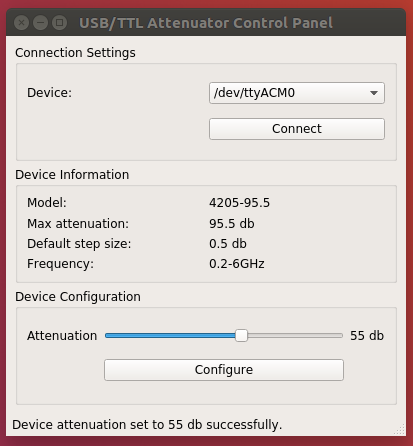 USB/TTL Attenuator Control Panel
Connection Settings
Device: /dev/ttyACM0
Connect
Device Information
Model: 4205-95.5
Max attenuation: 95.5 db
Default step size: 0.5 db
Frequency: 0.2-6GHz
Device Configuration
Attenuation 55 db
Configure
Device attenuation set to 55 db successfully.